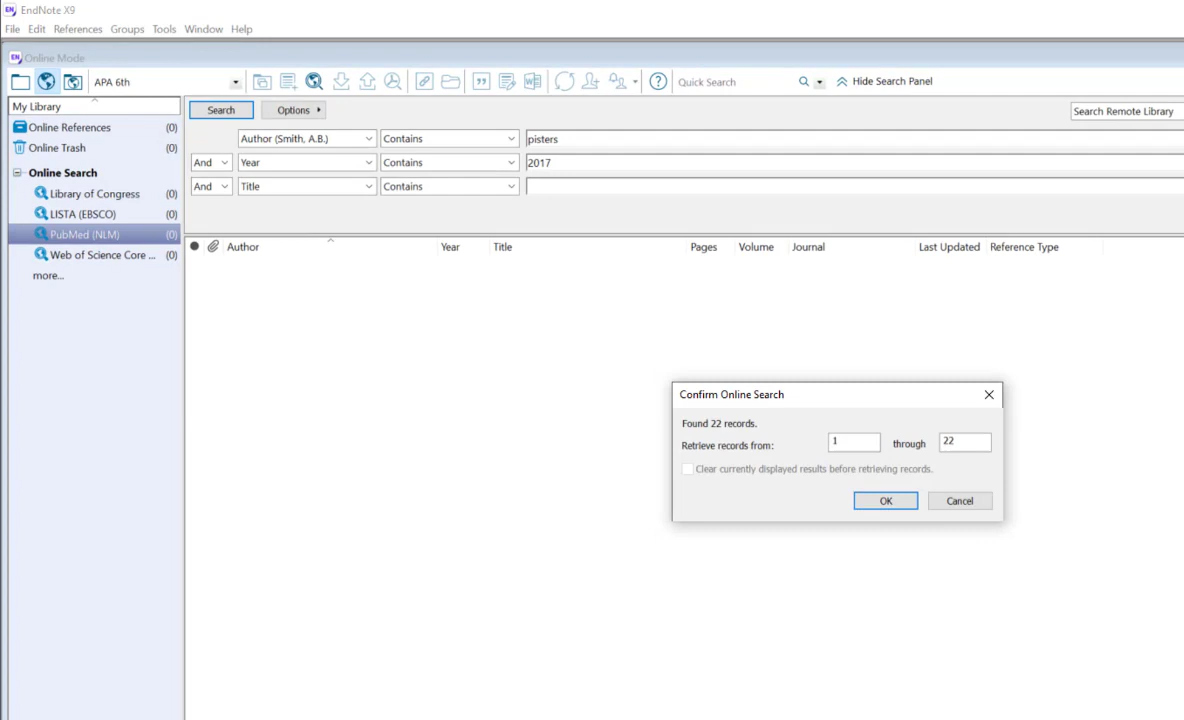 EndNote X9
File Edit References Groups Tools Window Help
Online Mode
APA 6th
Quick Search
Hide Search Panel
My Library
Online References (0)
Online Trash (0)
Online Search
Library of Congress (0)
LISTA (EBSCO) (0)
PubMed (NLM) (0)
Web of Science Core ... (0)
more...
Search Options
Search Remote Library
Author (Smith, A.B.) Contains pisters
And Year Contains 2017
And Title Contains
Author Year Title Pages Volume Journal Last Updated Reference Type
Confirm Online Search
Found 22 records.
Retrieve records from: 1 through 22
Clear currently displayed results before retrieving records.
OK Cancel